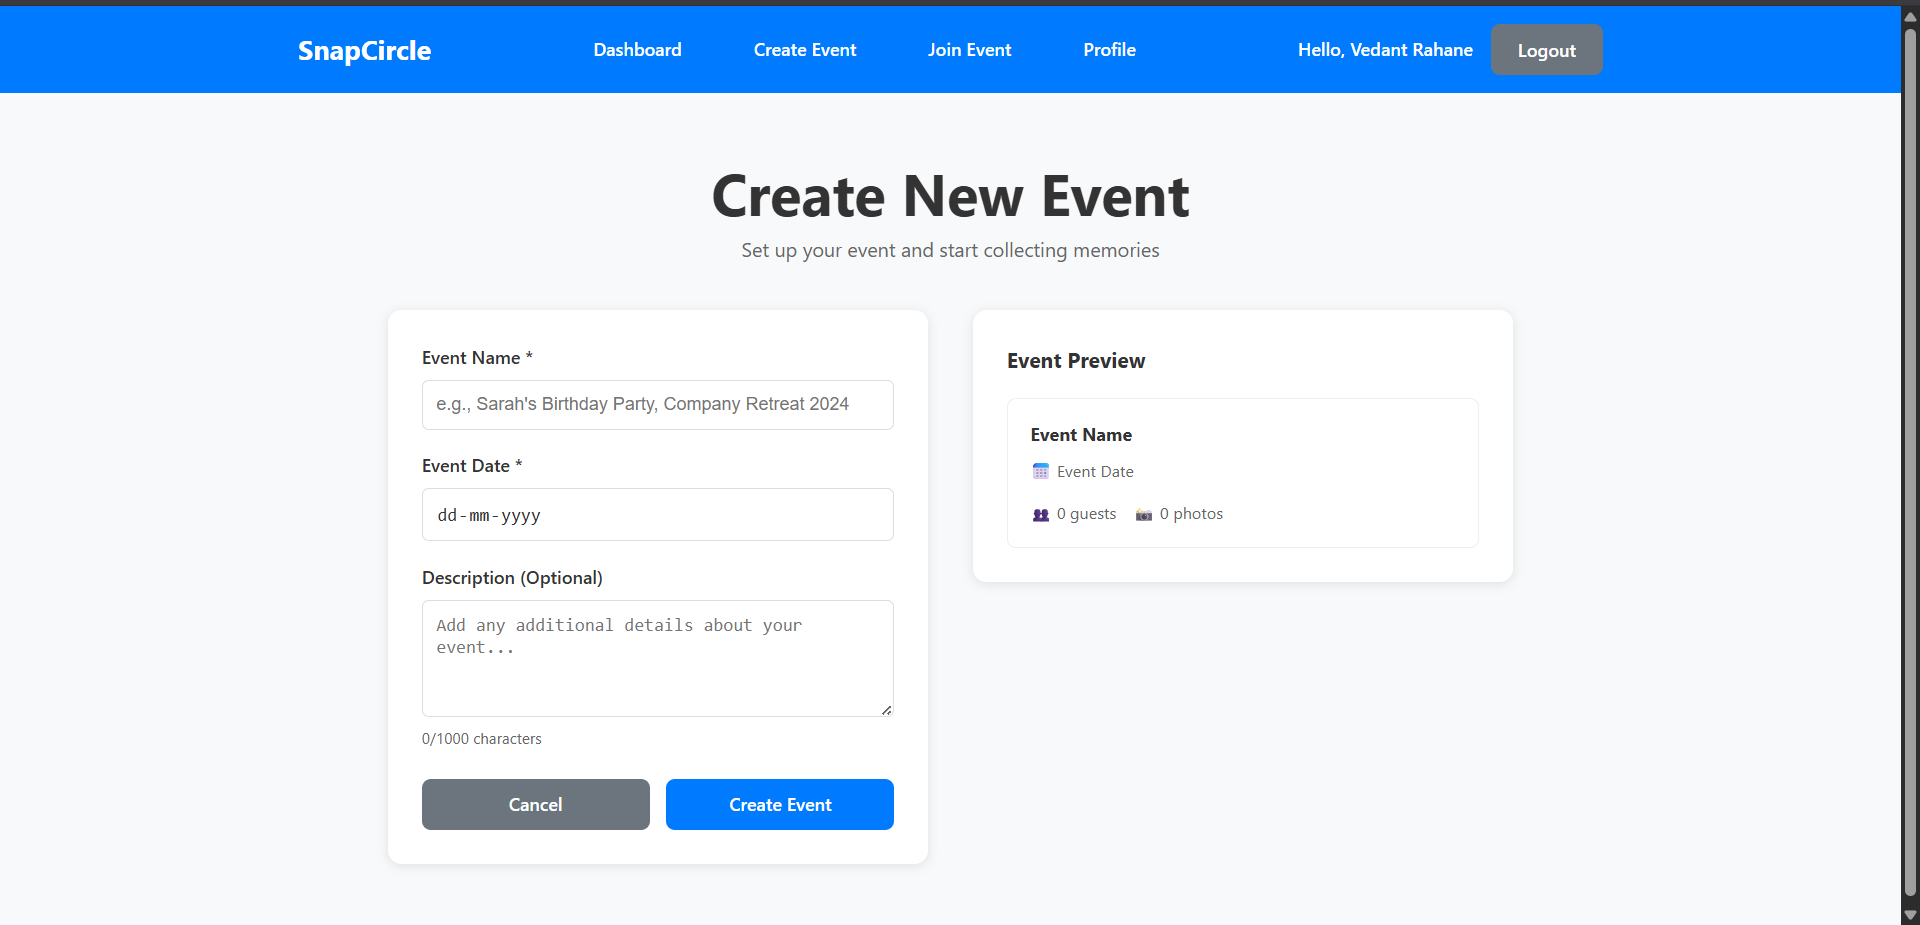 SnapCircle Dashboard Create Event Join Event Profile Hello, Vedant Rahane Logout
Create New Event
Set up your event and start collecting memories
Event Name *
e.g., Sarah's Birthday Party, Company Retreat 2024
Event Date *
dd-mm-yyyy
Description (Optional)
Add any additional details about your
event...
0/1000 characters
Cancel Create Event
Event Preview
Event Name
Event Date
0 guests 0 photos